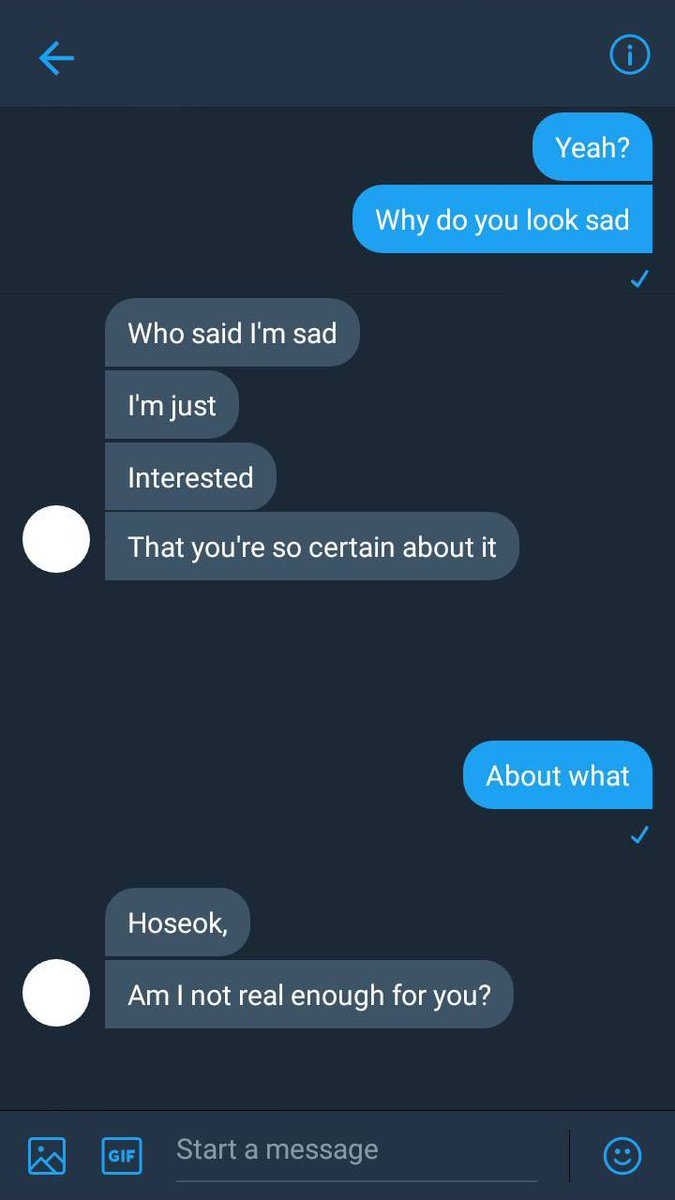 Yeah?
Why do you look sad
Who said I'm sad
I'm just
Interested
That you're so certain about it
About what
Hoseok,
Am I not real enough for you?
GIF
Start a message